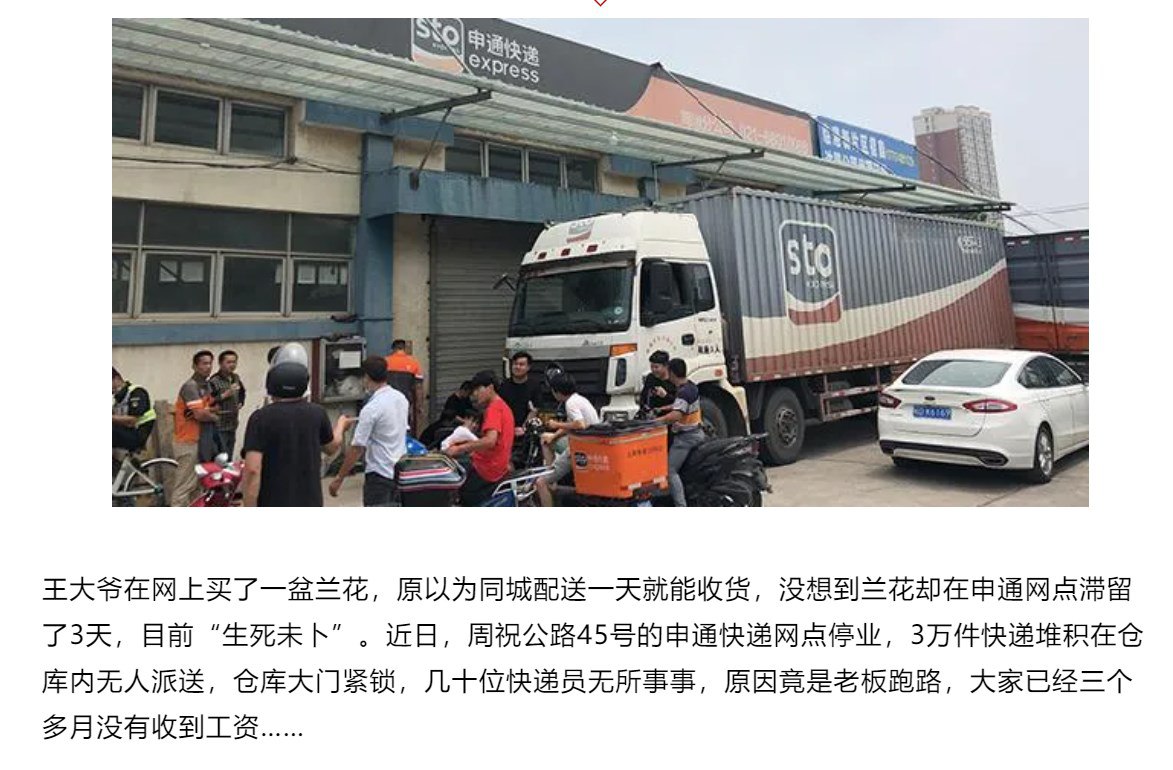 sto
申通快递
express
sto
express
王大爷在网上买了一盆兰花，原以为同城配送一天就能收货，没想到兰花却在申通网点滞留
了3天，目前“生死未卜”。近日，周祝公路45号的申通快递网点停业，3万件快递堆积在仓
库内无人派送，仓库大门紧锁，几十位快递员无所事事，原因竟是老板跑路，大家已经三个
多月没有收到工资......